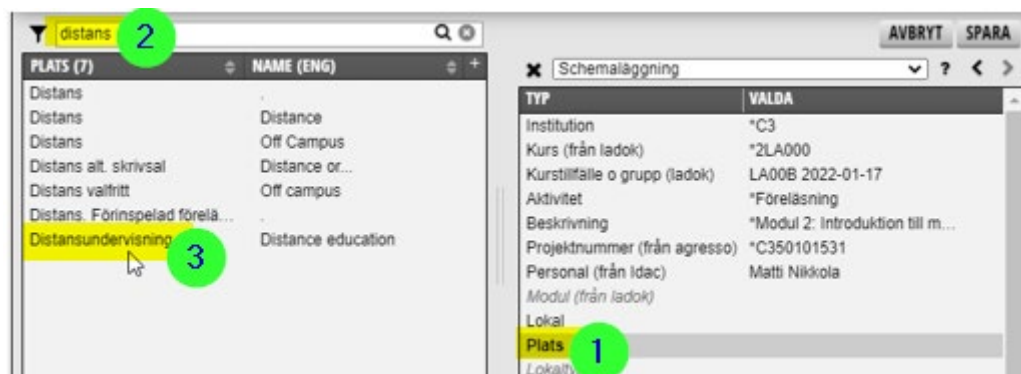 distans
2
PLATS (7) NAME (ENG) +
Distans .
Distans Distance
Distans Off Campus
Distans alt. skrivsal Distance or...
Distans valfritt Off campus
Distans. Förinspelad förelä... .
Distansundervisning Distance education
3
AVBRYT SPARA
Schemaläggning ? < >
TYP VALDA
Institution *C3
Kurs (från ladok) *2LA000
Kurstillfälle o grupp (ladok) LA00B 2022-01-17
Aktivitet *Föreläsning
Beskrivning *Modul 2: Introduktion till m...
Projektnummer (från agresso) *C350101531
Personal (från Idac) Matti Nikkola
Modul (från ladok)
Lokal
Plats
1